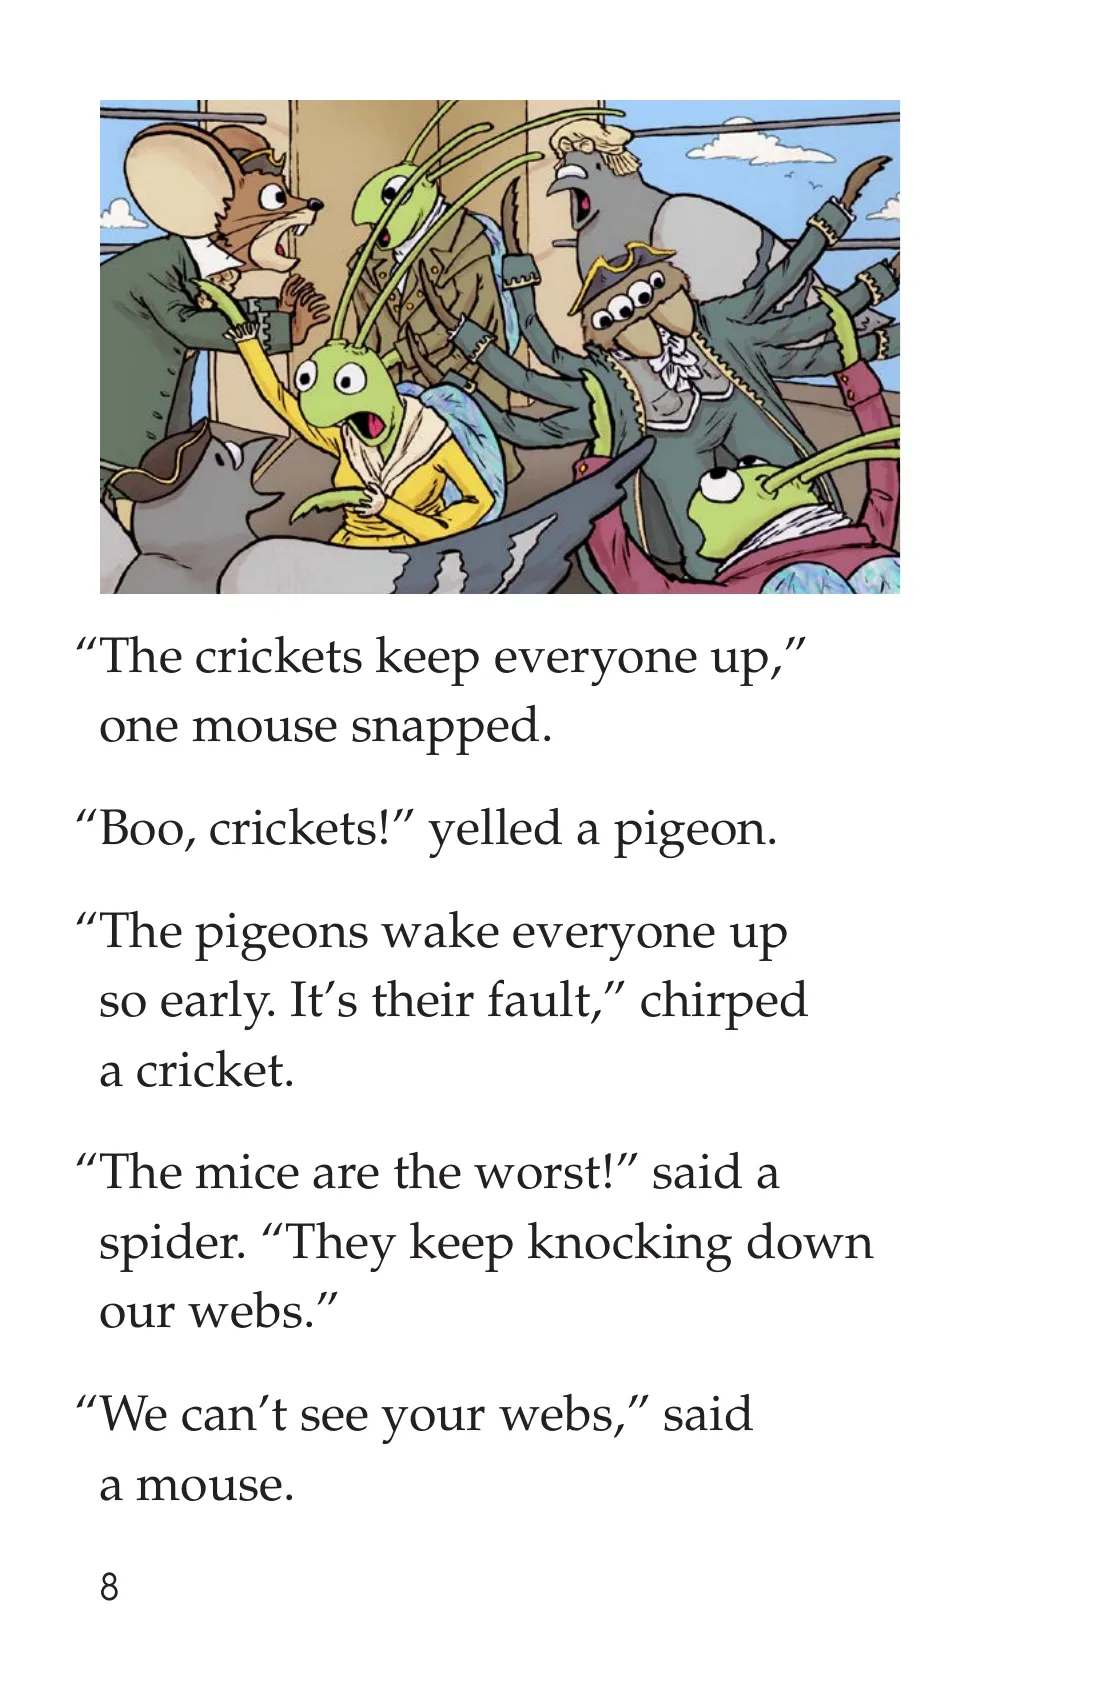 “The crickets keep everyone up,”
one mouse snapped.
“Boo, crickets!” yelled a pigeon.
“The pigeons wake everyone up
so early. It’s their fault,” chirped
a cricket.
“The mice are the worst!” said a
spider. “They keep knocking down
our webs.”
“We can’t see your webs,” said
a mouse.
8